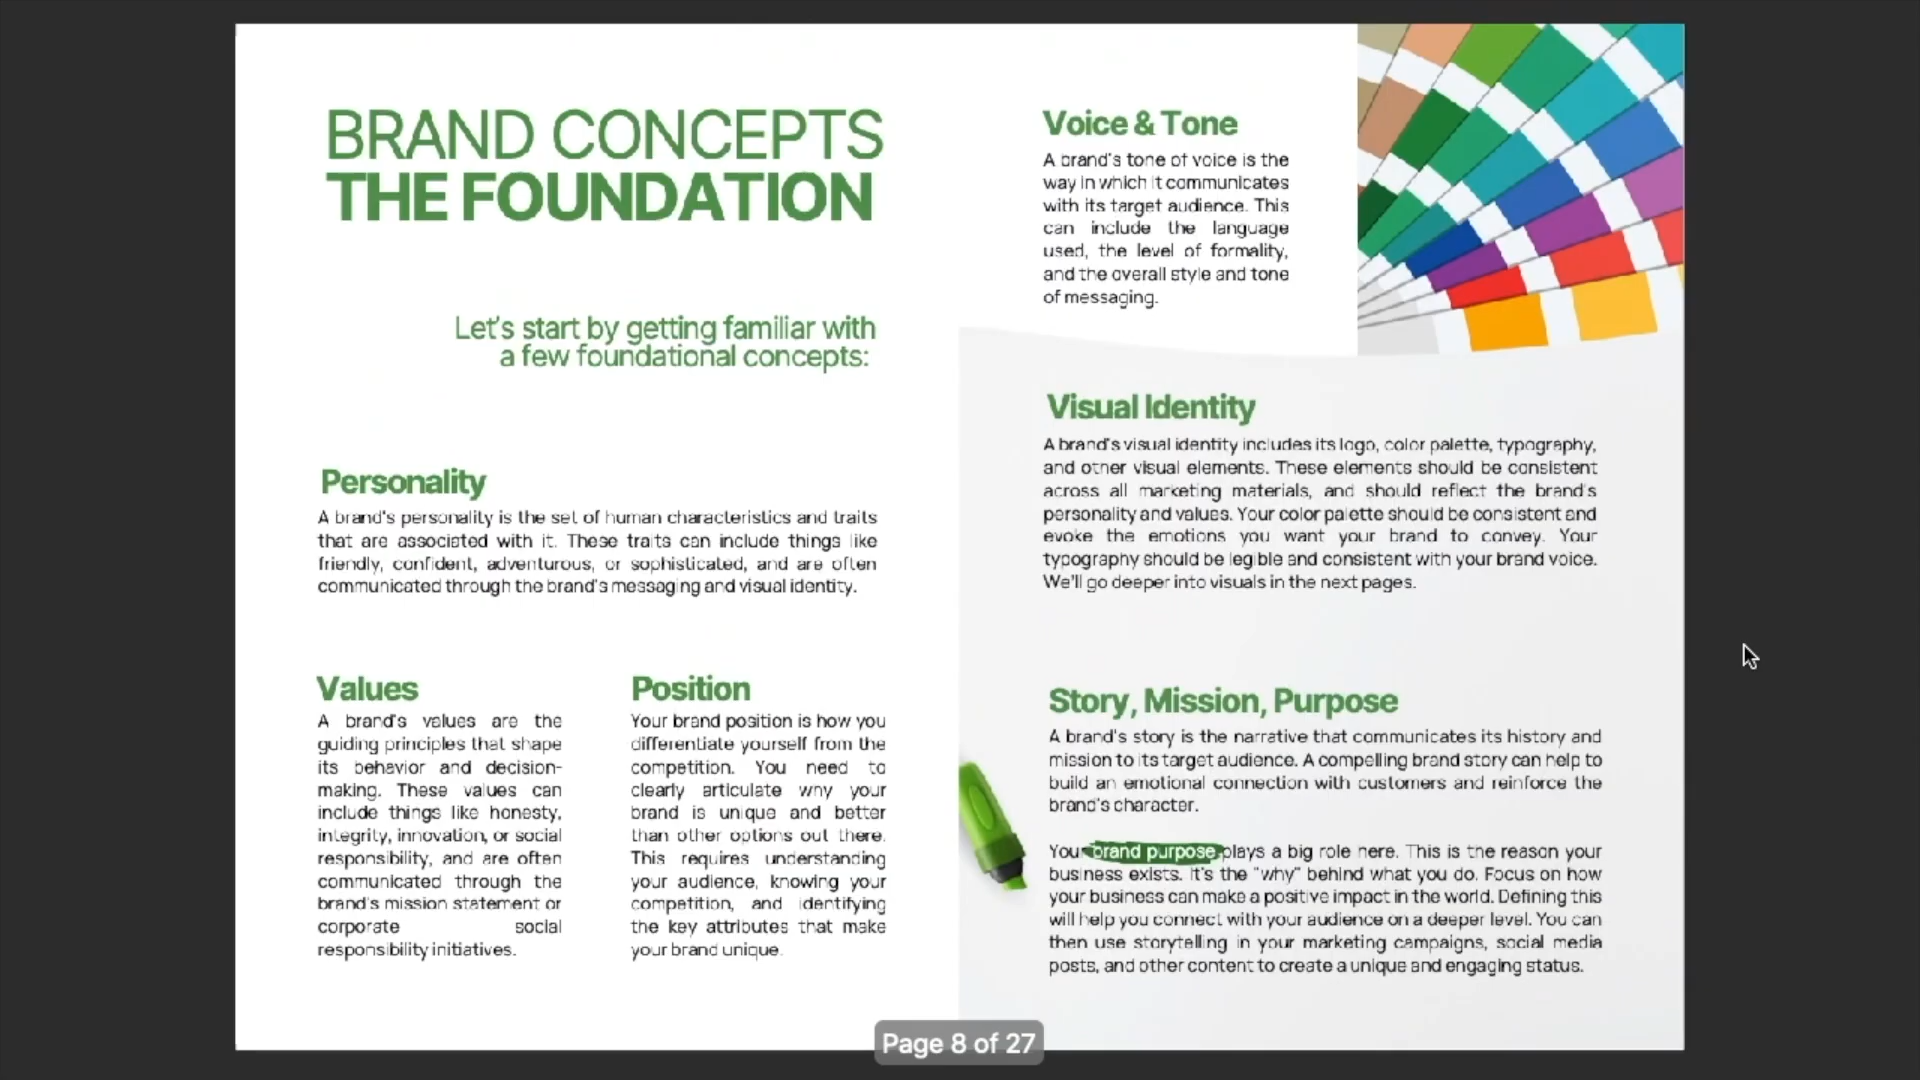 BRAND CONCEPTS
THE FOUNDATION
Let's start by getting familiar with
a few foundational concepts:
Personality
A brand's personality is the set of human characteristics and traits
that are associated with it. These traits can include things like
friendly, confident, adventurous, or sophisticated, and are often
communicated through the brand's messaging and visual identity.
Values
A brand's values are the
guiding principles that shape
its behavior and decision-
making. These values can
include things like honesty,
integrity, innovation, or social
responsibility, and are often
communicated through the
brand's mission statement or
corporate social
responsibility initiatives.
Position
Your brand position is how you
differentiate yourself from the
competition. You need to
clearly articulate why your
brand is unique and better
than other options out there.
This requires understanding
your audience, knowing your
competition, and identifying
the key attributes that make
your brand unique.
Voice & Tone
A brand's tone of voice is the
way in which it communicates
with its target audience. This
can include the language
used, the level of formality,
and the overall style and tone
of messaging.
Visual Identity
A brand's visual identity includes its logo, color palette, typography,
and other visual elements. These elements should be consistent
across all marketing materials, and should reflect the brand's
personality and values. Your color palette should be consistent and
evoke the emotions you want your brand to convey. Your
typography should be legible and consistent with your brand voice.
We'll go deeper into visuals in the next pages.
Story, Mission, Purpose
A brand's story is the narrative that communicates its history and
mission to its target audience. A compelling brand story can help to
build an emotional connection with customers and reinforce the
brand's character.
Your brand purpose plays a big role here. This is the reason your
business exists. It's the "why" behind what you do. Focus on how
your business can make a positive impact in the world. Defining this
will help you connect with your audience on a deeper level. You can
then use storytelling in your marketing campaigns, social media
posts, and other content to create a unique and engaging status.
Page 8 of 27